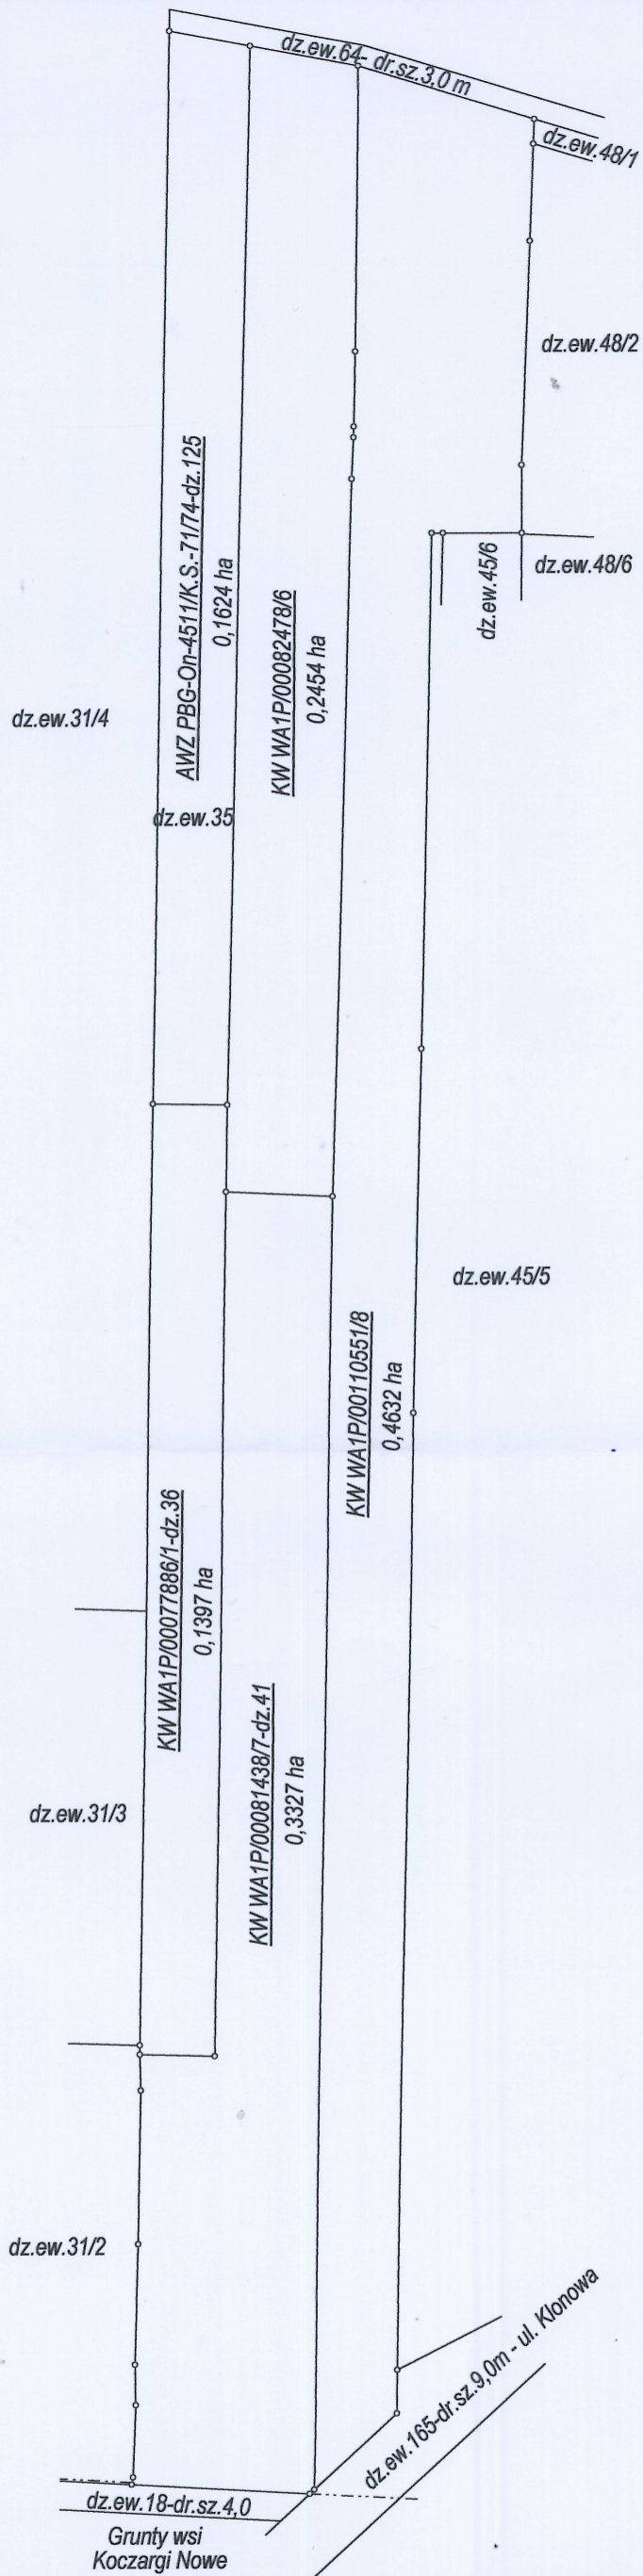 dz.ew.64- dr.sz.3,0 m
dz.ew.48/1
dz.ew.48/2
AWZ PBG-On-4511/K.S.-71/74-dz.125
0,1624 ha
dz.ew.45/6
dz.ew.48/6
KW WA1P/00082478/6
0,2454 ha
dz.ew.31/4
dz.ew.35
dz.ew.45/5
KW WA1P/00110551/8
0,4632 ha
KW WA1P/00077886/1-dz.36
0,1397 ha
KW WA1P/00081438/7-dz.41
0,3327 ha
dz.ew.31/3
dz.ew.31/2
dz.ew.165-dr.sz.9,0m - ul. Klonowa
dz.ew.18-dr.sz.4,0
Grunty wsi
Koczargi Nowe